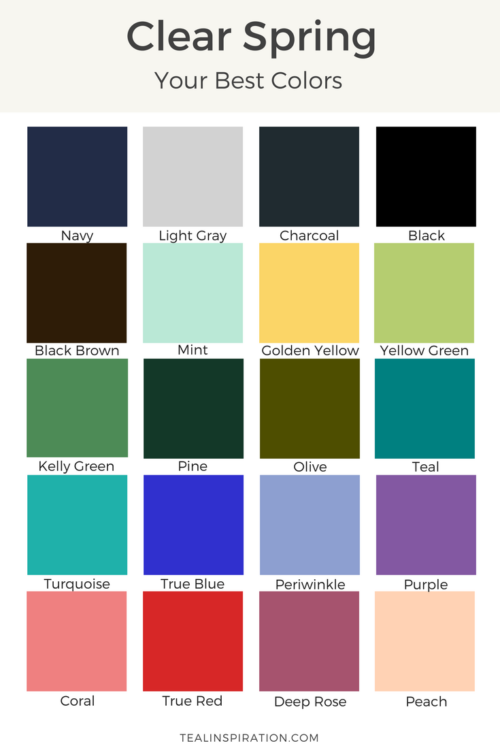 Clear Spring
Your Best Colors
Navy Light Gray Charcoal Black
Black Brown Mint Golden Yellow Yellow Green
Kelly Green Pine Olive Teal
Turquoise True Blue Periwinkle Purple
Coral True Red Deep Rose Peach
TEALINSPIRATION.COM